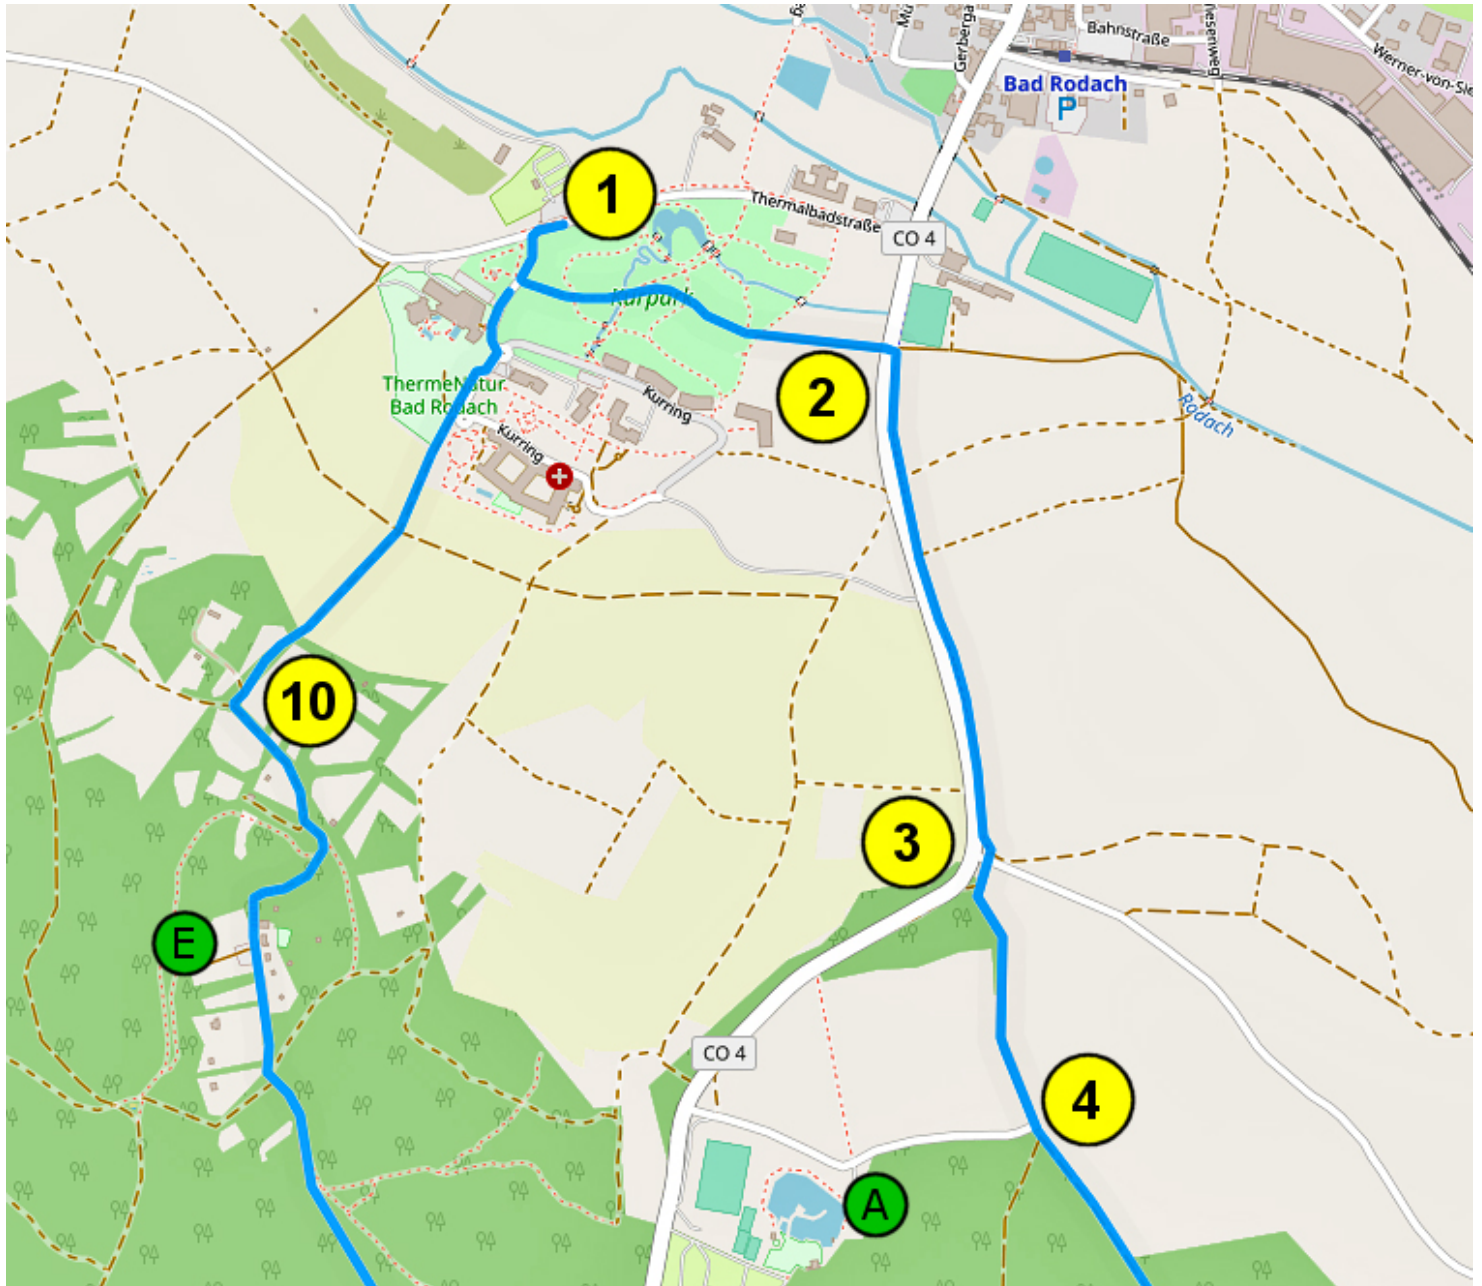 Gerberga
Bahnstraße
iesenweg
Werner-von-Sie
Bad Rodach
P
1
Thermalbadstraße
CO 4
Kurpark
ThermeNatur
Bad Rodach
Kurring
2
Rodach
Kurring
10
3
E
CO 4
4
A